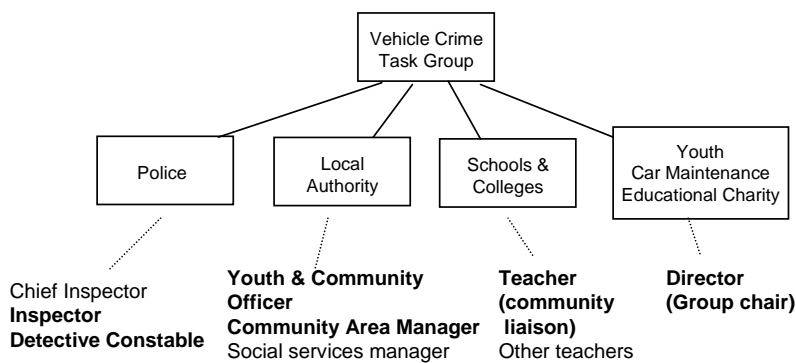 Vehicle Crime
Task Group
Police
Local
Authority
Schools &
Colleges
Youth
Car Maintenance
Educational Charity
Chief Inspector
Inspector
Detective Constable
Youth & Community
Officer
Community Area Manager
Social services manager
Teacher
(community
liaison)
Other teachers
Director
(Group chair)